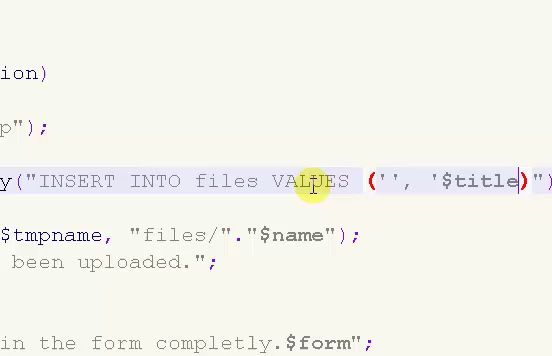 ion)
p");
y("INSERT INTO files VALUES ('', '$title)")
$tmpname, "files/"."$name");
been uploaded.";
in the form completly.$form";